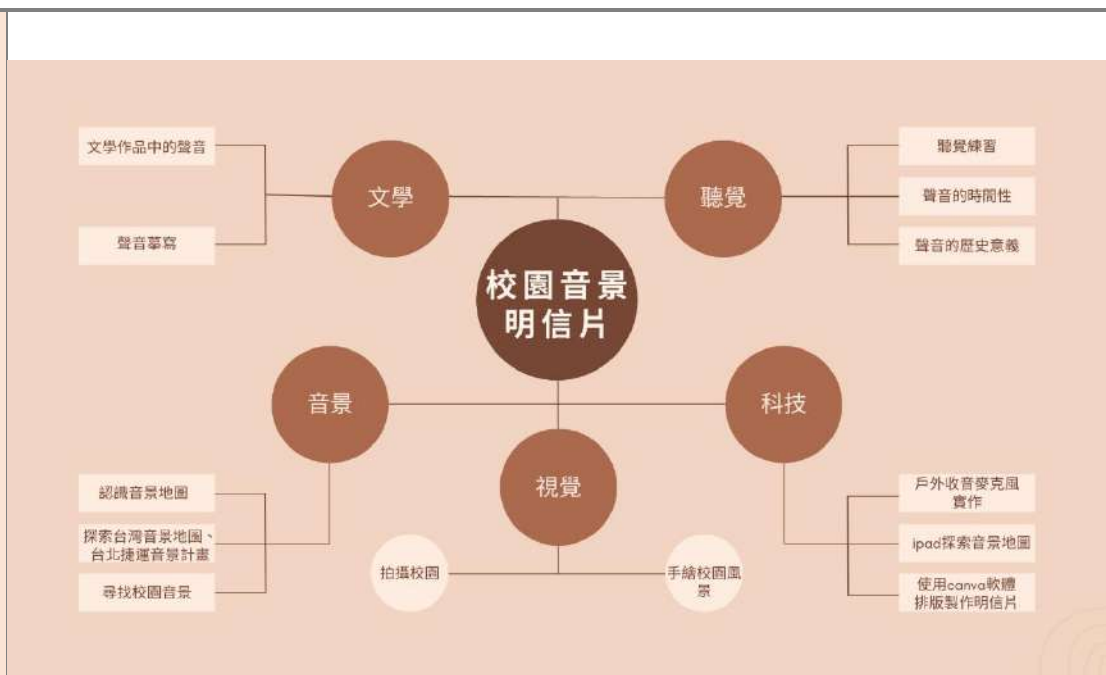 文學作品中的聲音
聲音摹寫
文學
聽覺
聽覺練習
聲音的時間性
聲音的歷史意義
校園音景
明信片
音景
認識音景地圖
探索台灣音景地圖、
台北捷運音景計畫
尋找校園音景
視覺
拍攝校園
手繪校園風
景
科技
戶外收音麥克風
實作
ipad探索音景地圖
使用canva軟體
排版製作明信片